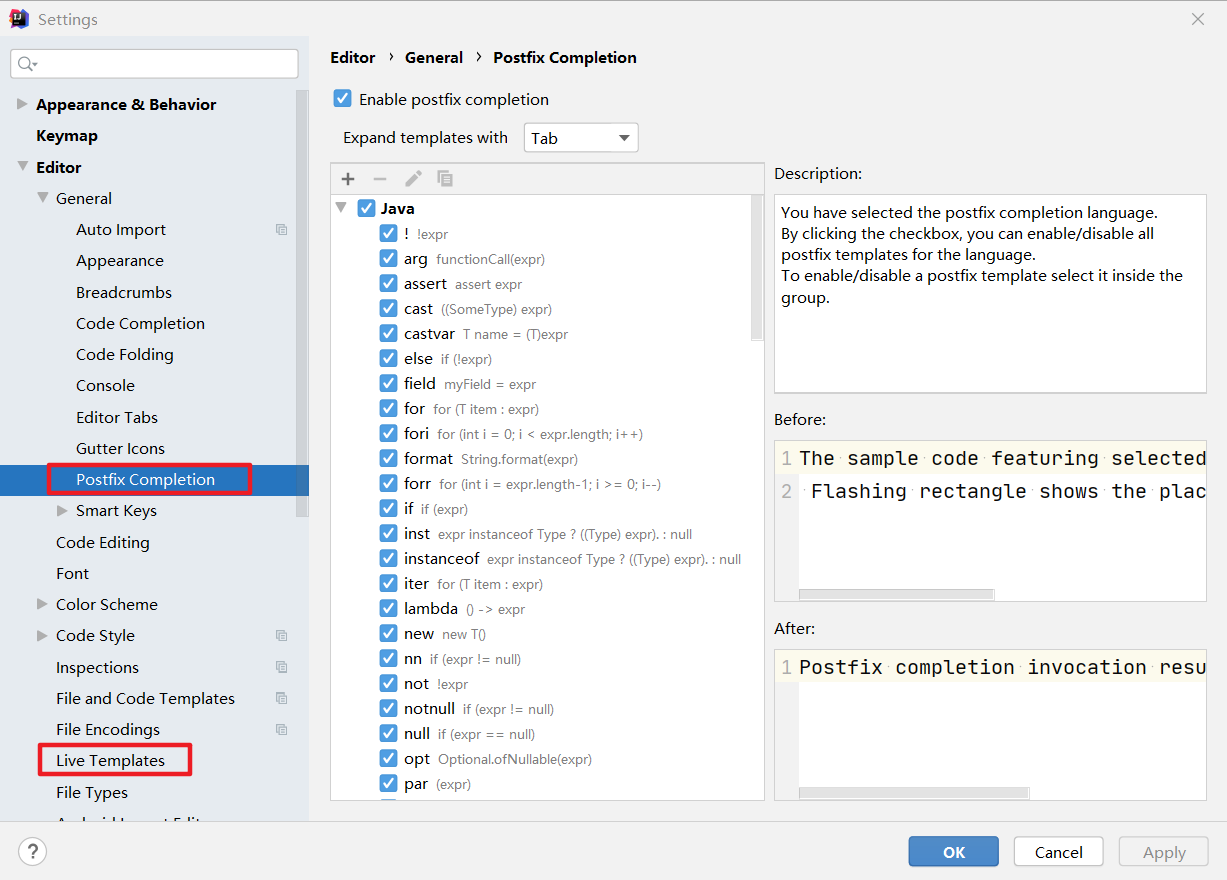 Settings
Appearance & Behavior
Keymap
Editor
General
Auto Import
Appearance
Breadcrumbs
Code Completion
Code Folding
Console
Editor Tabs
Gutter Icons
Postfix Completion
Smart Keys
Code Editing
Font
Color Scheme
Code Style
Inspections
File and Code Templates
File Encodings
Live Templates
File Types
Editor › General › Postfix Completion
Enable postfix completion
Expand templates with Tab
Java
! !expr
arg functionCall(expr)
assert assert expr
cast ((SomeType) expr)
castvar T name = (T)expr
else if (!expr)
field myField = expr
for for (T item : expr)
fori for (int i = 0; i < expr.length; i++)
format String.format(expr)
forr for (int i = expr.length-1; i >= 0; i--)
if if (expr)
inst expr instanceof Type ? ((Type) expr). : null
instanceof expr instanceof Type ? ((Type) expr). : null
iter for (T item : expr)
lambda () -> expr
new new T()
nn if (expr != null)
not !expr
notnull if (expr != null)
null if (expr == null)
opt Optional.ofNullable(expr)
par (expr)
Description:
You have selected the postfix completion language.
By clicking the checkbox, you can enable/disable all
postfix templates for the language.
To enable/disable a postfix template select it inside the
group.
Before:
1 The sample code featuring selected
2 Flashing rectangle shows the plac
After:
1 Postfix completion invocation resu
?
OK
Cancel
Apply